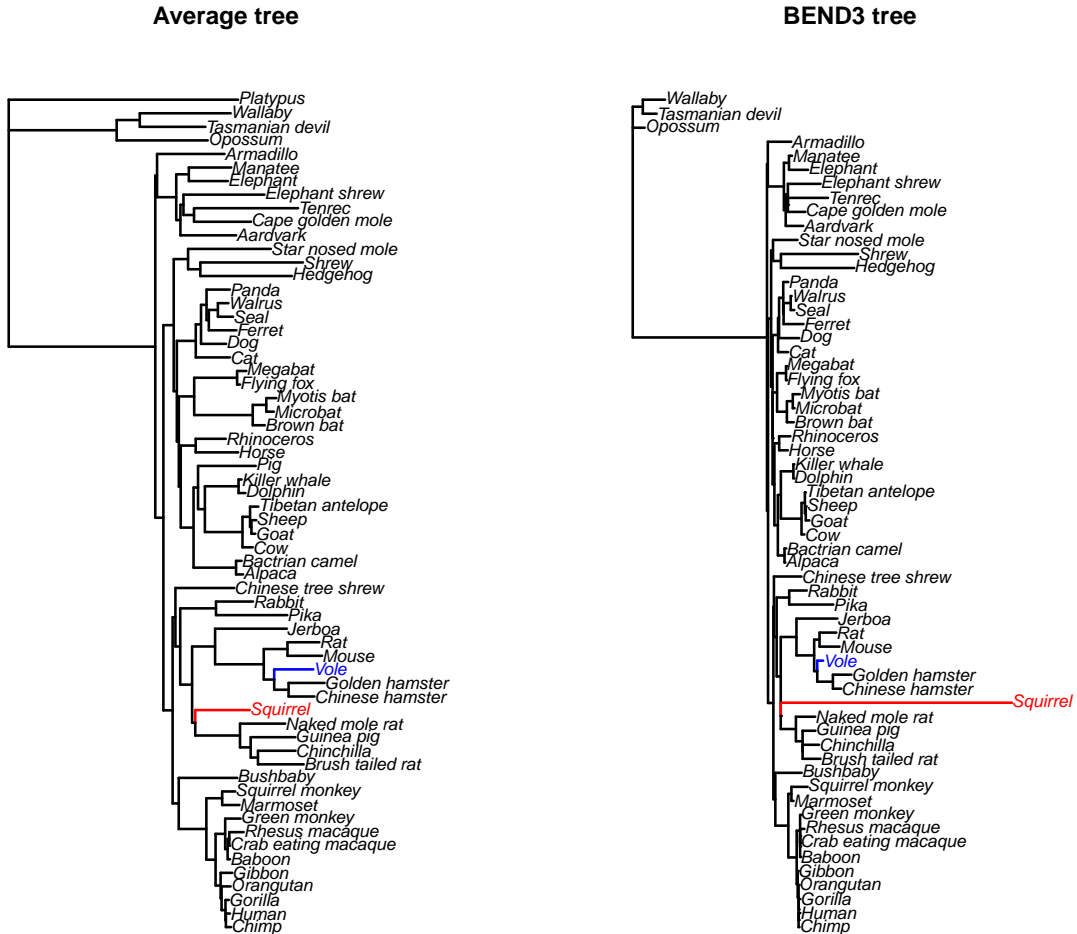 Average tree
Platypus
Wallaby
Tasmanian devil
Opossum
Armadillo
Manatee
Elephant
Elephant shrew
Tenrec
Cape golden mole
Aardvark
Star nosed mole
Shrew
Hedgehog
Panda
Walrus
Seal
Ferret
Dog
Cat
Megabat
Flying fox
Myotis bat
Microbat
Brown bat
Rhinoceros
Horse
Pig
Killer whale
Dolphin
Tibetan antelope
Sheep
Goat
Cow
Bactrian camel
Alpaca
Chinese tree shrew
Rabbit
Pika
Jerboa
Rat
Mouse
Vole
Golden hamster
Chinese hamster
Squirrel
Naked mole rat
Guinea pig
Chinchilla
Brush tailed rat
Bushbaby
Squirrel monkey
Marmoset
Green monkey
Rhesus macaque
Crab eating macaque
Baboon
Gibbon
Orangutan
Gorilla
Human
Chimp
BEND3 tree
Wallaby
Tasmanian devil
Opossum
Armadillo
Manatee
Elephant
Elephant shrew
Tenrec
Cape golden mole
Aardvark
Star nosed mole
Shrew
Hedgehog
Panda
Walrus
Seal
Ferret
Dog
Cat
Megabat
Flying fox
Myotis bat
Microbat
Brown bat
Rhinoceros
Horse
Killer whale
Dolphin
Tibetan antelope
Sheep
Goat
Cow
Bactrian camel
Alpaca
Chinese tree shrew
Rabbit
Pika
Jerboa
Rat
Mouse
Vole
Golden hamster
Chinese hamster
Squirrel
Naked mole rat
Guinea pig
Chinchilla
Brush tailed rat
Bushbaby
Squirrel monkey
Marmoset
Green monkey
Rhesus macaque
Crab eating macaque
Baboon
Gibbon
Orangutan
Gorilla
Human
Chimp